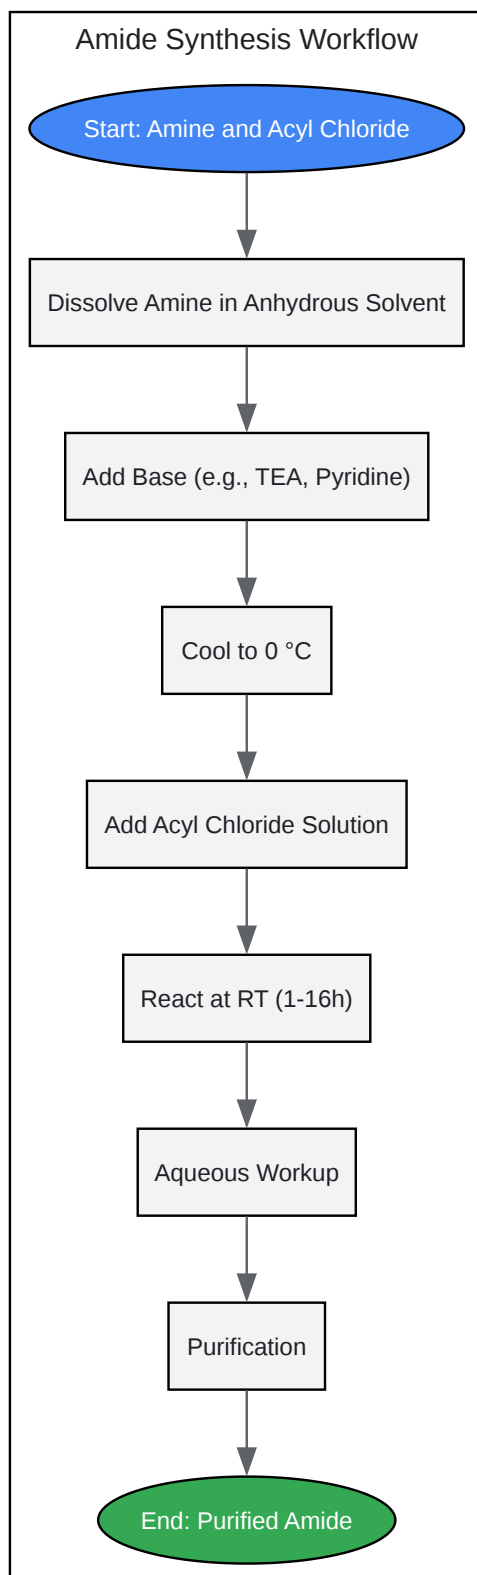 Amide Synthesis Workflow
Start: Amine and Acyl Chloride
Dissolve Amine in Anhydrous Solvent
Add Base (e.g., TEA, Pyridine)
Cool to 0 °C
Add Acyl Chloride Solution
React at RT (1-16h)
Aqueous Workup
Purification
End: Purified Amide